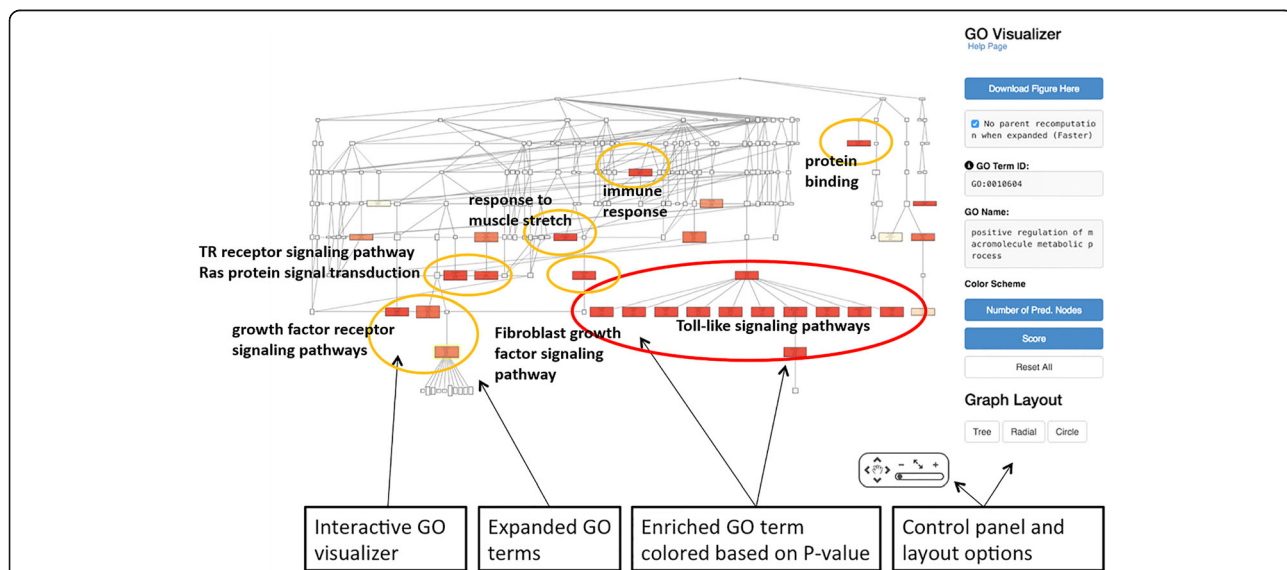 GO Visualizer
Help Page
Download Figure Here
No parent recomputatio
n when expanded (Faster)
GO Term ID:
GO:0010604
GO Name:
positive regulation of m
acromolecule metabolic p
rocess
Color Scheme
Number of Pred. Nodes
Score
Reset All
Graph Layout
Tree Radial Circle
protein
binding
immune
response
response to
muscle stretch
TR receptor signaling pathway
Ras protein signal transduction
growth factor receptor
signaling pathways
Fibroblast growth
factor signaling
pathway
Toll-like signaling pathways
Interactive GO
visualizer
Expanded GO
terms
Enriched GO term
colored based on P-value
Control panel and
layout options